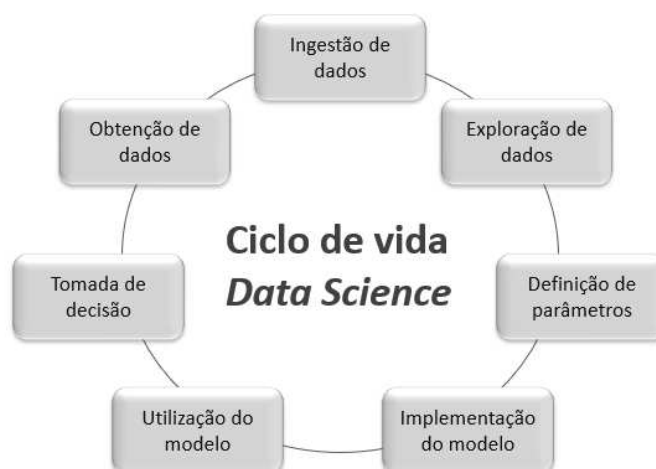 Ingestão de
dados
Obtenção de
dados
Exploração de
dados
Ciclo de vida
Data Science
Tomada de
decisão
Definição de
parâmetros
Utilização do
modelo
Implementação
do modelo